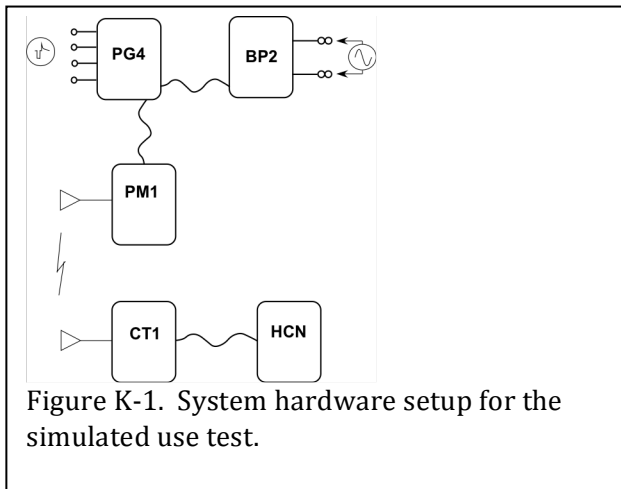 PG4
BP2
PM1
CT1
HCN
Figure K-1. System hardware setup for the
simulated use test.